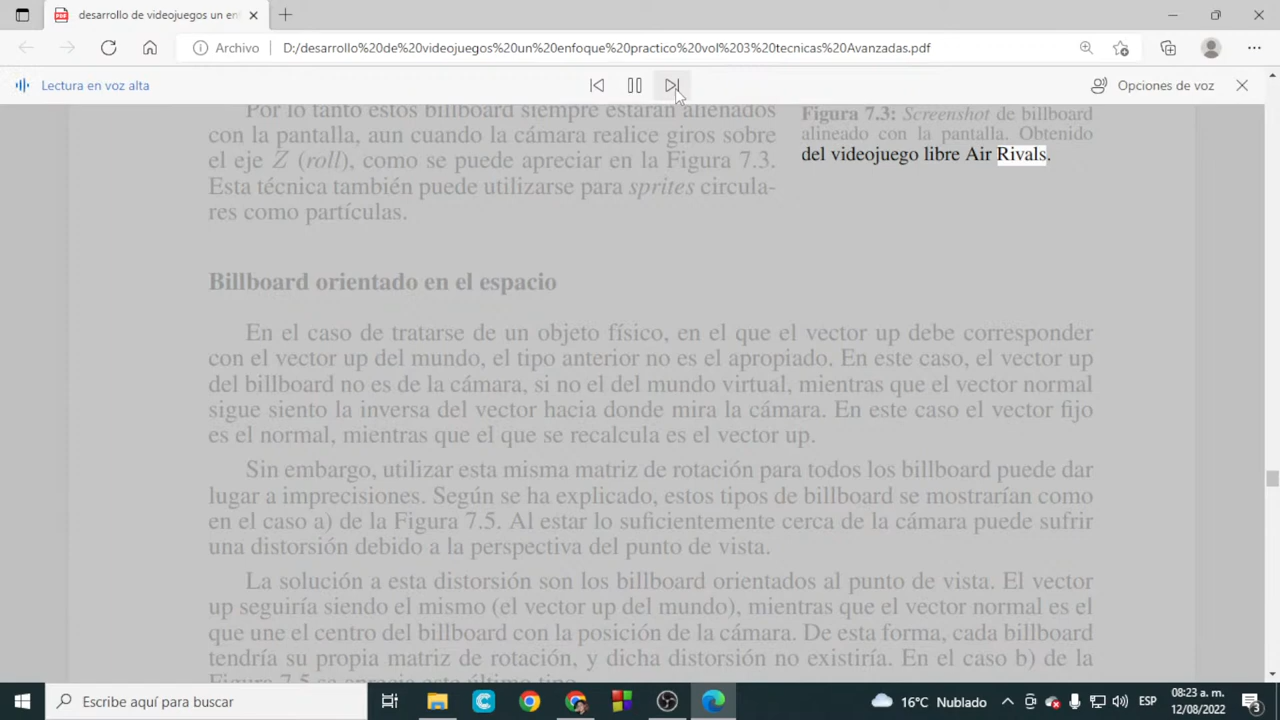 desarrollo de videojuegos un en
Archivo
D:/desarrollo%20de%20videojuegos%20un%20enfoque%20practico%20vol%203%20tecnicas%20Avanzadas.pdf
Lectura en voz alta
Opciones de voz
Por lo tanto estos billboard siempre estarán alienados
con la pantalla, aun cuando la cámara realice giros sobre
el eje Z (roll), como se puede apreciar en la Figura 7.3.
Esta técnica también puede utilizarse para sprites circula-
res como partículas.
Figura 7.3: Screenshot de billboard
alineado con la pantalla. Obtenido
del videojuego libre Air Rivals.
Billboard orientado en el espacio
En el caso de tratarse de un objeto físico, en el que el vector up debe corresponder
con el vector up del mundo, el tipo anterior no es el apropiado. En este caso, el vector up
del billboard no es de la cámara, si no el del mundo virtual, mientras que el vector normal
sigue siento la inversa del vector hacia donde mira la cámara. En este caso el vector fijo
es el normal, mientras que el que se recalcula es el vector up.
Sin embargo, utilizar esta misma matriz de rotación para todos los billboard puede dar
lugar a imprecisiones. Según se ha explicado, estos tipos de billboard se mostrarían como
en el caso a) de la Figura 7.5. Al estar lo suficientemente cerca de la cámara puede sufrir
una distorsión debido a la perspectiva del punto de vista.
La solución a esta distorsión son los billboard orientados al punto de vista. El vector
up seguiría siendo el mismo (el vector up del mundo), mientras que el vector normal es el
que une el centro del billboard con la posición de la cámara. De esta forma, cada billboard
tendría su propia matriz de rotación, y dicha distorsión no existiría. En el caso b) de la
Figura 7.5 se aprecia este último tipo.
Escribe aquí para buscar
16°C Nublado
ESP
08:23 a. m.
12/08/2022
3